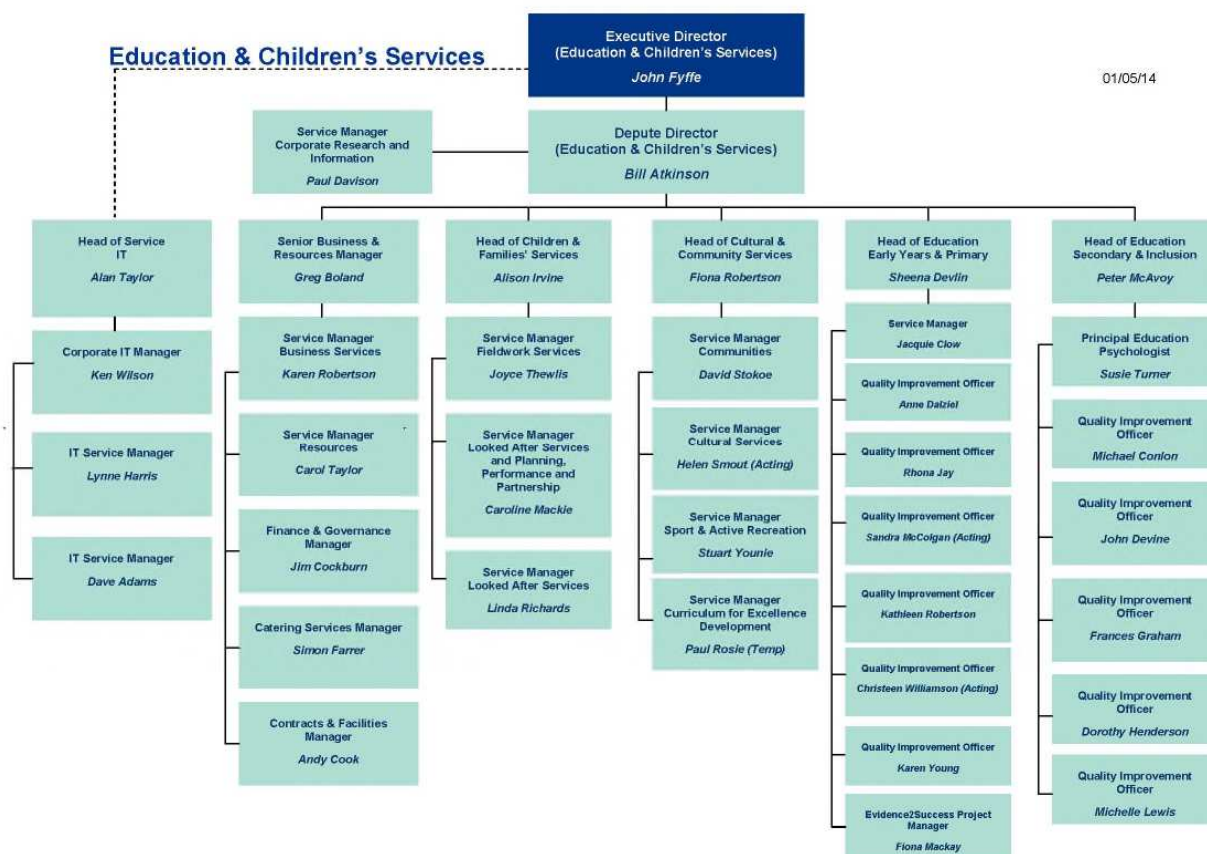 Education & Children's Services
Executive Director
(Education & Children's Services)
John Fyffe
01/05/14
Service Manager
Corporate Research and
Information
Paul Davison
Depute Director
(Education & Children's Services)
Bill Atkinson
Head of Service
IT
Alan Taylor
Corporate IT Manager
Ken Wilson
IT Service Manager
Lynne Harris
IT Service Manager
Dave Adams
Senior Business &
Resources Manager
Greg Boland
Service Manager
Business Services
Karen Robertson
Service Manager
Resources
Carol Taylor
Finance & Governance
Manager
Jim Cockburn
Catering Services Manager
Simon Farrer
Contracts & Facilities
Manager
Andy Cook
Head of Children &
Families' Services
Alison Irvine
Service Manager
Fieldwork Services
Joyce Thewlis
Service Manager
Looked After Services
and Planning,
Performance and
Partnership
Caroline Mackie
Service Manager
Looked After Services
Linda Richards
Head of Cultural &
Community Services
Fiona Robertson
Service Manager
Communities
David Stokoe
Service Manager
Cultural Services
Helen Smout (Acting)
Service Manager
Sport & Active Recreation
Stuart Younie
Service Manager
Curriculum for Excellence
Development
Paul Rosie (Temp)
Head of Education
Early Years & Primary
Sheena Devlin
Service Manager
Jacquie Clow
Quality Improvement Officer
Anne Dalziel
Quality Improvement Officer
Rhona Jay
Quality Improvement Officer
Sandra McColgan (Acting)
Quality Improvement Officer
Kathleen Robertson
Quality Improvement Officer
Christeen Williamson (Acting)
Quality Improvement Officer
Karen Young
Evidence2Success Project
Manager
Fiona Mackay
Head of Education
Secondary & Inclusion
Peter McAvoy
Principal Education
Psychologist
Susie Turner
Quality Improvement
Officer
Michael Conlon
Quality Improvement
Officer
John Devine
Quality Improvement
Officer
Frances Graham
Quality Improvement
Officer
Dorothy Henderson
Quality Improvement
Officer
Michelle Lewis